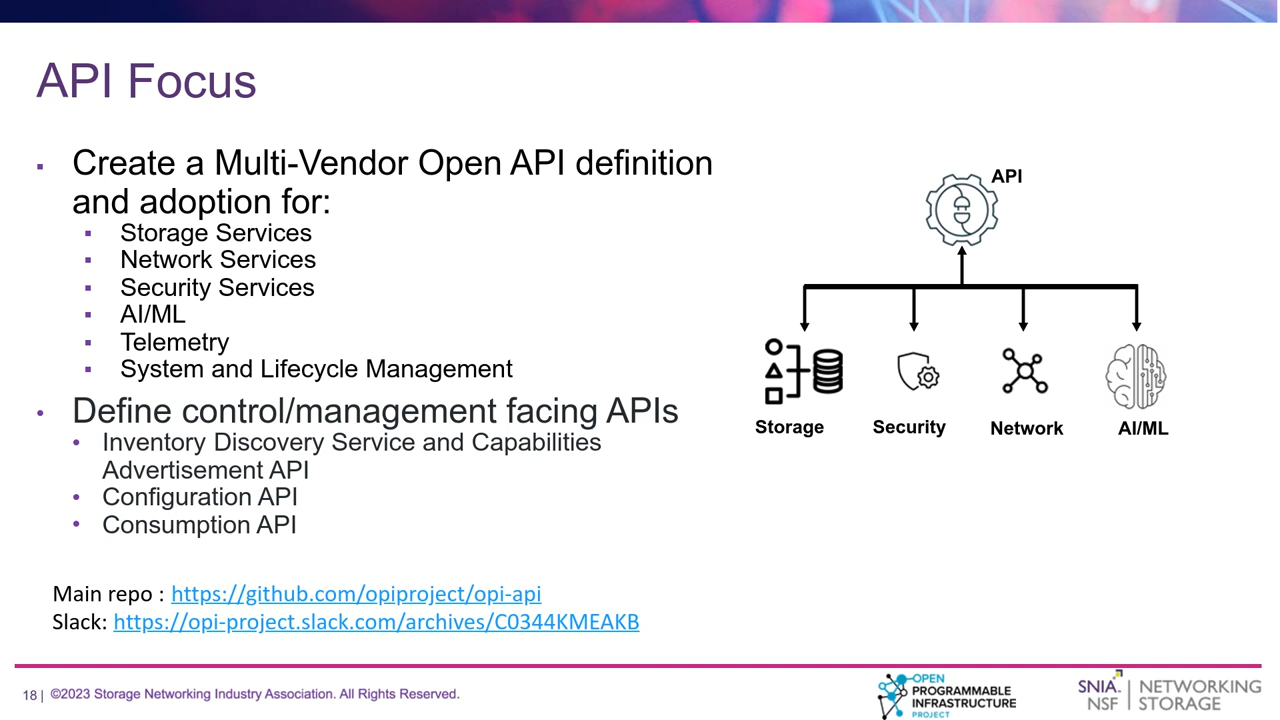 API Focus
▪ Create a Multi-Vendor Open API definition
and adoption for:
▪ Storage Services
▪ Network Services
▪ Security Services
▪ AI/ML
▪ Telemetry
▪ System and Lifecycle Management
• Define control/management facing APIs
• Inventory Discovery Service and Capabilities
Advertisement API
• Configuration API
• Consumption API
Main repo : https://github.com/opiproject/opi-api
Slack: https://opi-project.slack.com/archives/C0344KMEAKB
API
Storage
Security
Network
AI/ML
18 | ©2023 Storage Networking Industry Association. All Rights Reserved.
OPEN
PROGRAMMABLE
INFRASTRUCTURE
PROJECT
SNIA. | NETWORKING
NSF | STORAGE